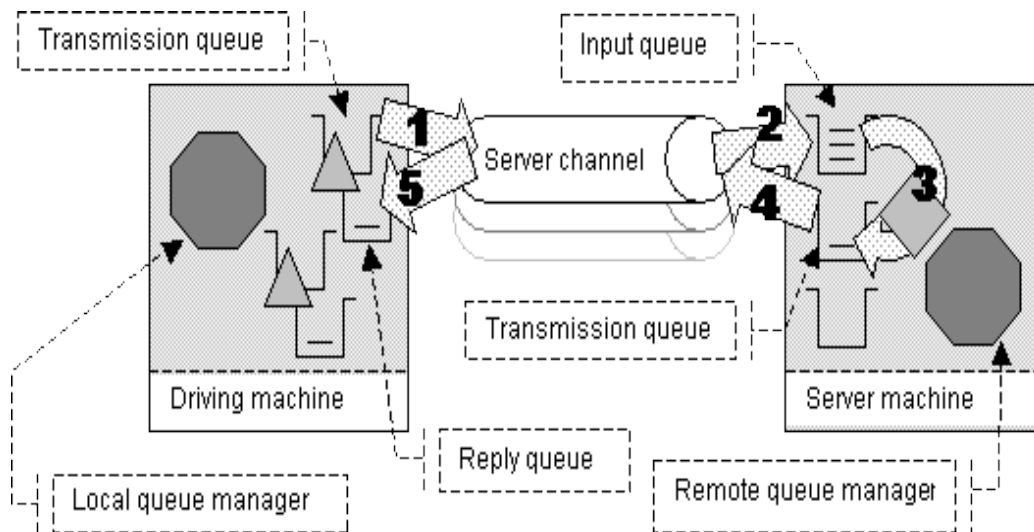 Transmission queue
Input queue
1
2
Server channel
5
4
3
Transmission queue
Driving machine
Server machine
Reply queue
Local queue manager
Remote queue manager